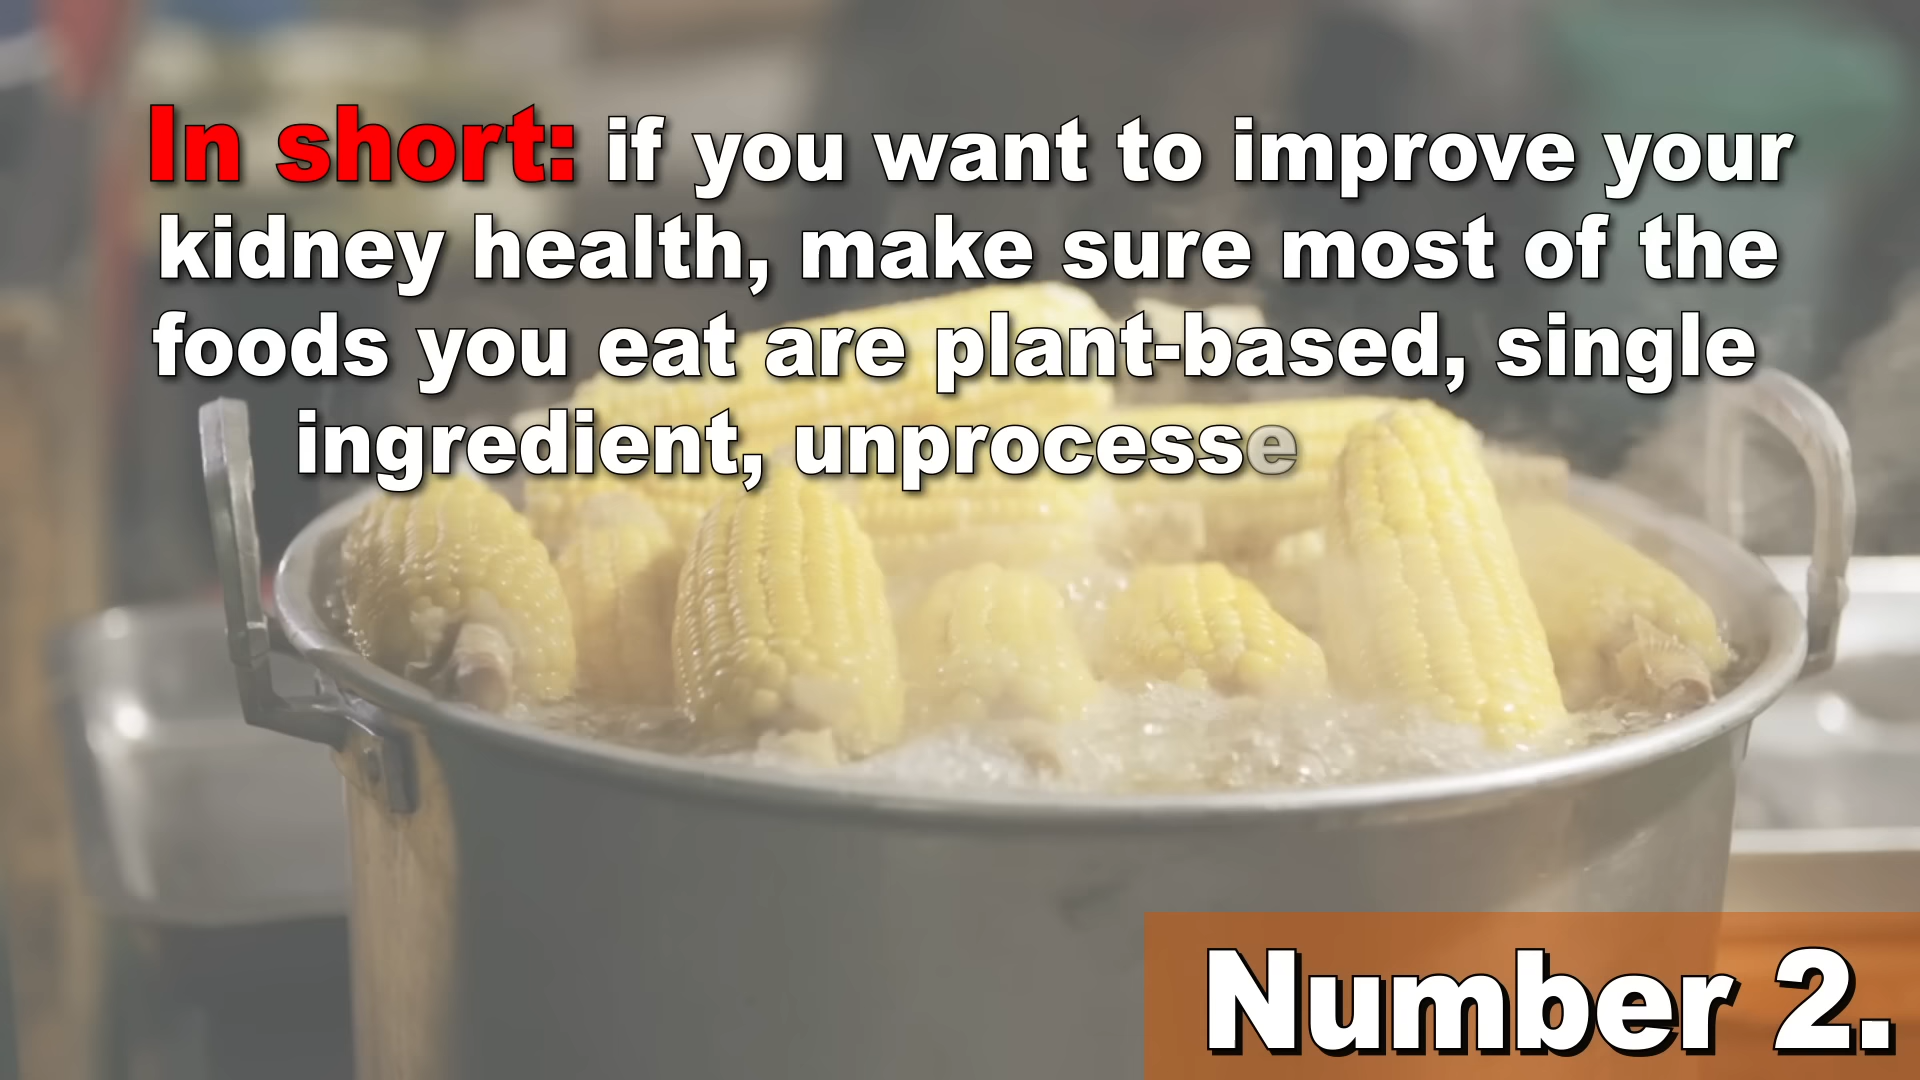 In short: if you want to improve your
kidney health, make sure most of the
foods you eat are plant-based, single
ingredient, unprocesse
Number 2.